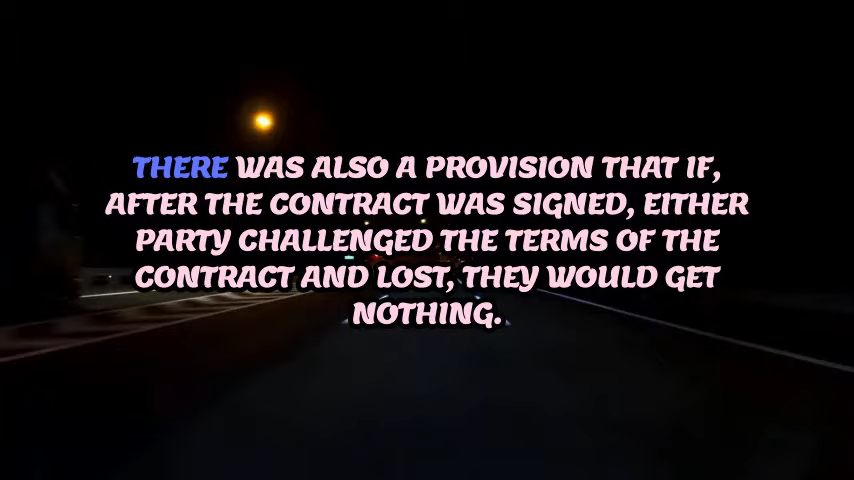 THERE WAS ALSO A PROVISION THAT IF,
AFTER THE CONTRACT WAS SIGNED, EITHER
PARTY CHALLENGED THE TERMS OF THE
CONTRACT AND LOST, THEY WOULD GET
NOTHING.